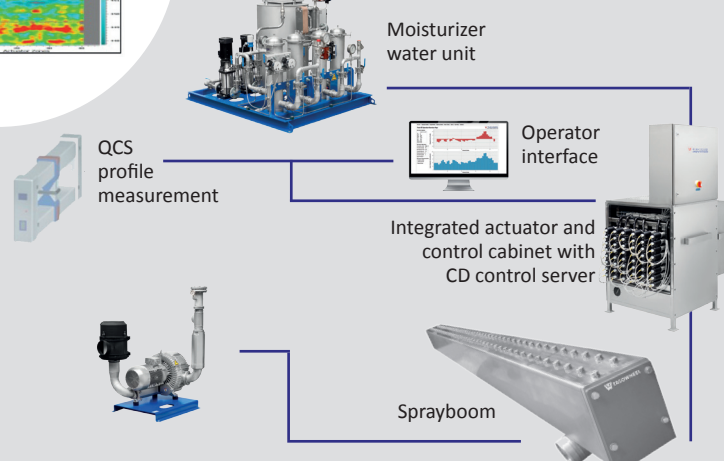 Moisturizer
water unit
QCS
profile
measurement
Operator
interface
Integrated actuator and
control cabinet with
CD control server
Sprayboom